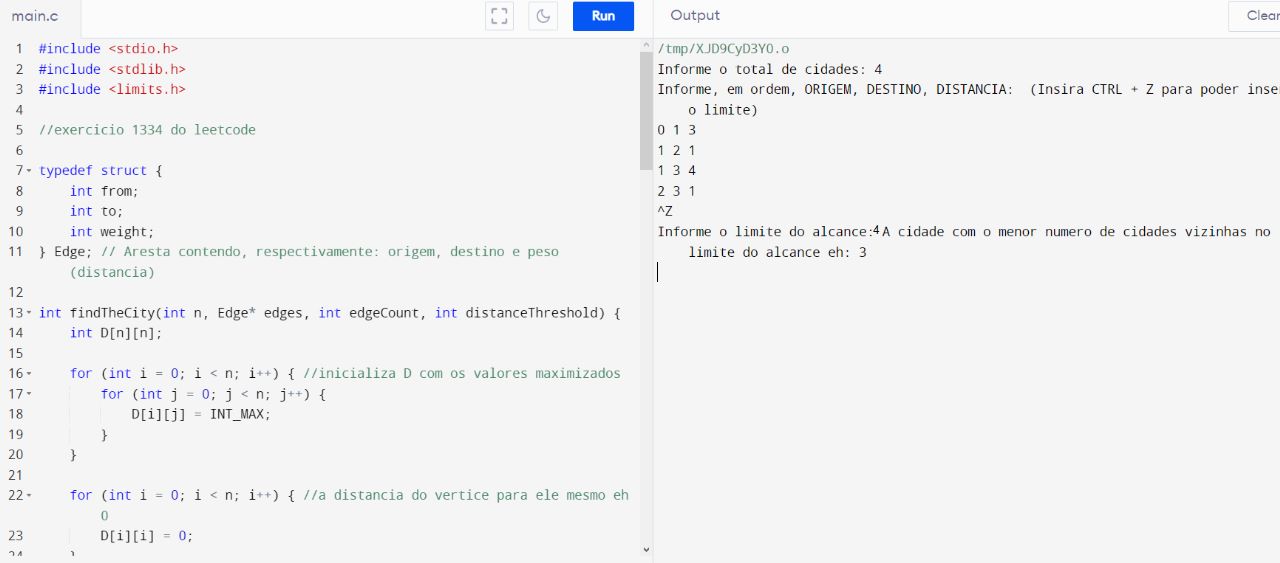 main.c
Run
Output
Clear
1 #include <stdio.h>
2 #include <stdlib.h>
3 #include <limits.h>
4
5 //exercicio 1334 do leetcode
6
7 typedef struct {
8 int from;
9 int to;
10 int weight;
11 } Edge; // Aresta contendo, respectivamente: origem, destino e peso
(distancia)
12
13 int findTheCity(int n, Edge* edges, int edgeCount, int distanceThreshold) {
14 int D[n][n];
15
16 for (int i = 0; i < n; i++) { //inicializa D com os valores maximizados
17 for (int j = 0; j < n; j++) {
18 D[i][j] = INT_MAX;
19 }
20 }
21
22 for (int i = 0; i < n; i++) { //a distancia do vertice para ele mesmo eh
0
23 D[i][i] = 0;
24 }
/tmp/XJD9CyD3Y0.o
Informe o total de cidades: 4
Informe, em ordem, ORIGEM, DESTINO, DISTANCIA: (Insira CTRL + Z para poder inse
o limite)
0 1 3
1 2 1
1 3 4
2 3 1
^Z
Informe o limite do alcance:4A cidade com o menor numero de cidades vizinhas no
limite do alcance eh: 3